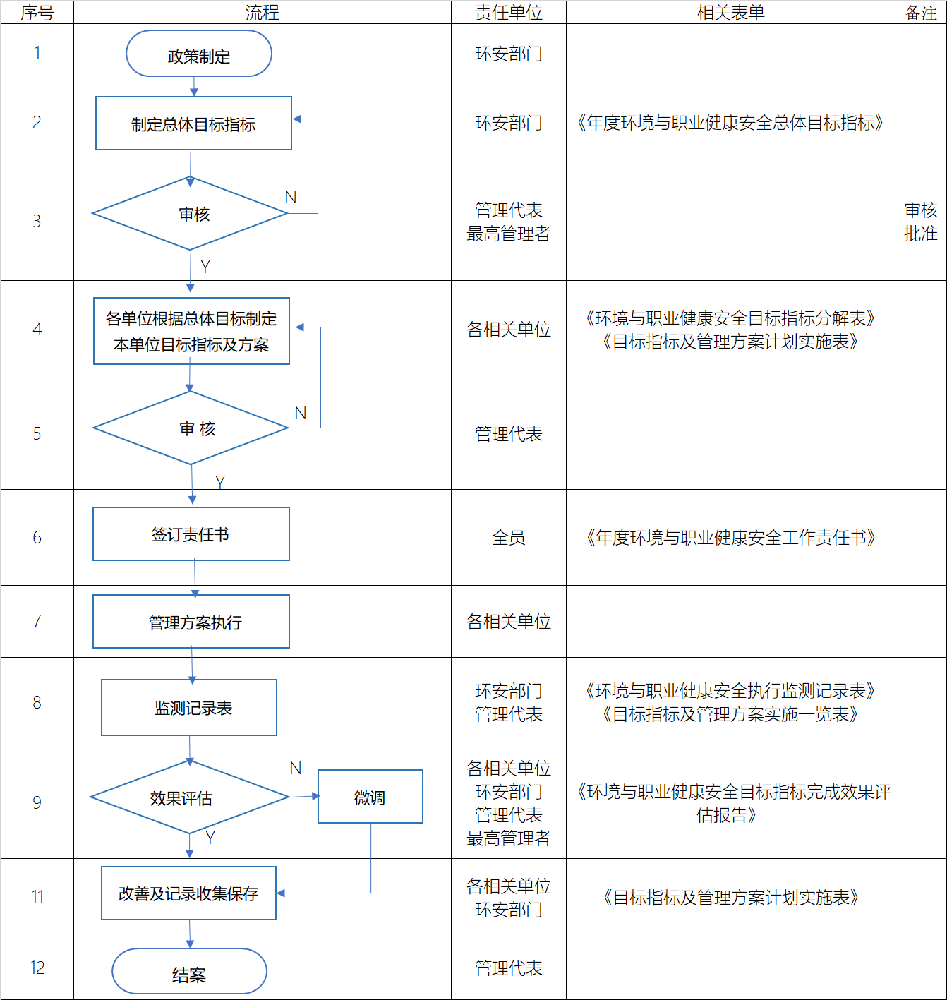 序号 流程 责任单位 相关表单 备注
1 政策制定 环安部门
2 制定总体目标指标 环安部门 《年度环境与职业健康安全总体目标指标》
N
3 审核 管理代表 审核
最高管理者 批准
Y
4 各单位根据总体目标制定 各相关单位 《环境与职业健康安全目标指标分解表》
本单位目标指标及方案 《目标指标及管理方案计划实施表》
N
5 审 核 管理代表
Y
6 签订责任书 全员 《年度环境与职业健康安全工作责任书》
7 管理方案执行 各相关单位
8 监测记录表 环安部门 《环境与职业健康安全执行监测记录表》
管理代表 《目标指标及管理方案实施一览表》
N 各相关单位
9 效果评估 微调 环安部门 《环境与职业健康安全目标指标完成效果评
管理代表 估报告》
Y 最高管理者
11 改善及记录收集保存 各相关单位 《目标指标及管理方案计划实施表》
环安部门
12 结案 管理代表